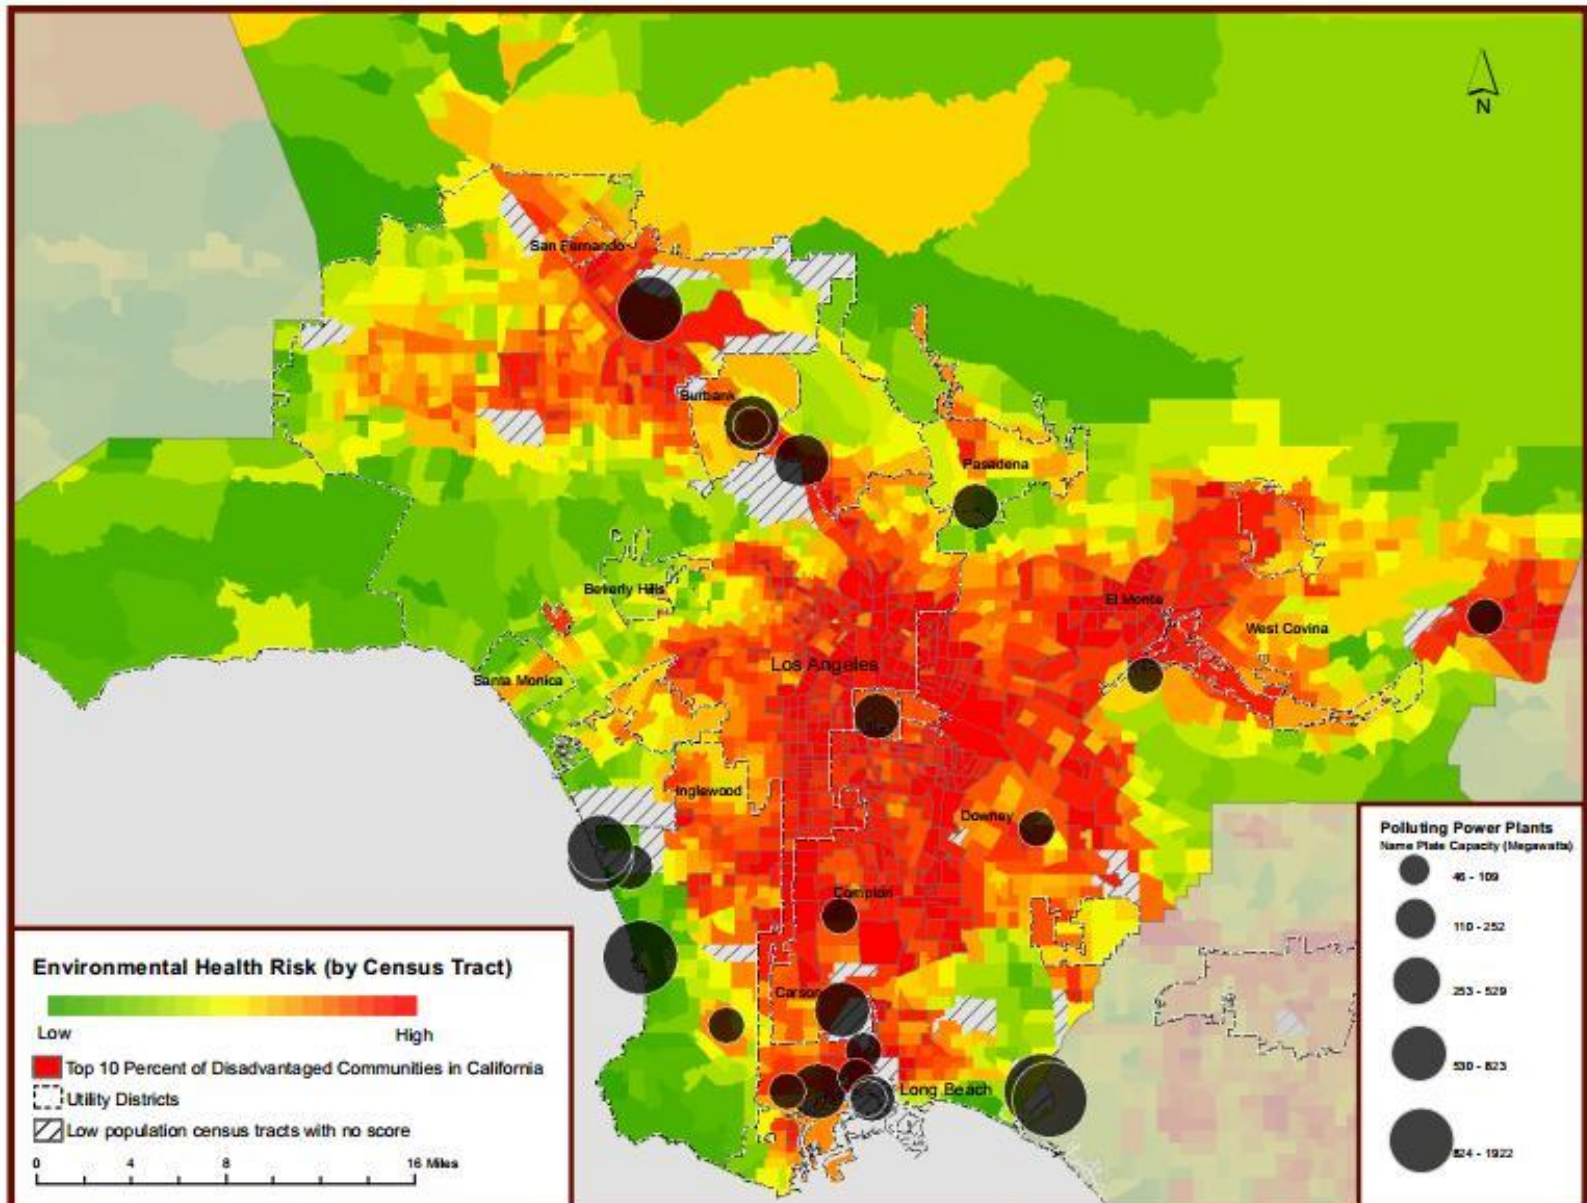 N
San Fernando
Burbank
Pasadena
Beverly Hills
El Monte
West Covina
Los Angeles
Santa Monica
Inglewood
Downey
Compton
Carson
Long Beach
Environmental Health Risk (by Census Tract)
Low High
Top 10 Percent of Disadvantaged Communities in California
Utility Districts
Low population census tracts with no score
0 4 8 16 Miles
Polluting Power Plants
Name Plate Capacity (Megawatts)
46 - 109
110 - 252
253 - 529
530 - 823
824 - 1922